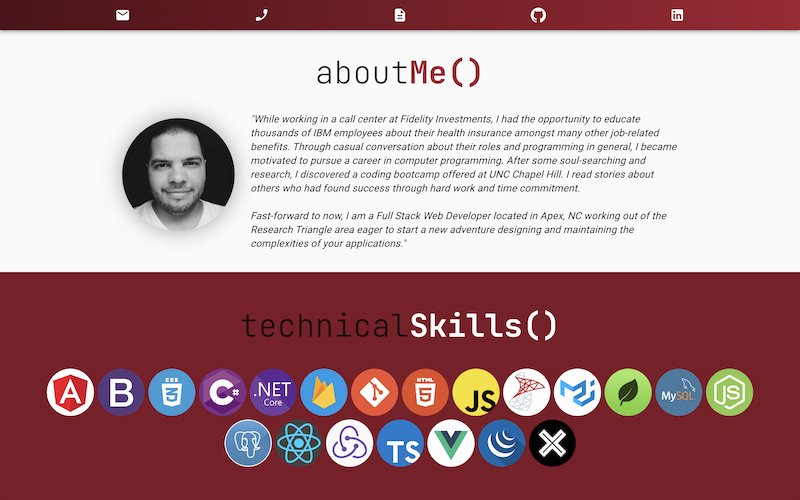 aboutMe()
"While working in a call center at Fidelity Investments, I had the opportunity to educate
thousands of IBM employees about their health insurance amongst many other job-related
benefits. Through casual conversation about their roles and programming in general, I became
motivated to pursue a career in computer programming. After some soul-searching and
research, I discovered a coding bootcamp offered at UNC Chapel Hill. I read stories about
others who had found success through hard work and time commitment.
Fast-forward to now, I am a Full Stack Web Developer located in Apex, NC working out of the
Research Triangle area eager to start a new adventure designing and maintaining the
complexities of your applications."
technicalSkills()
A B CSS 3 C# .NET Core HTML 5 JS MySQL JS
TS